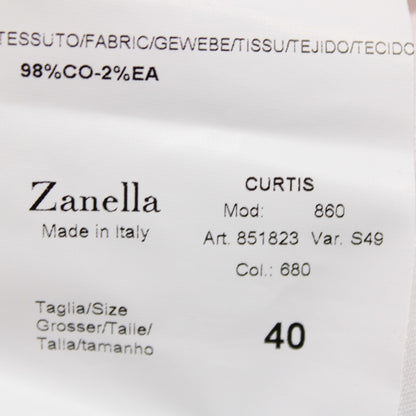 TESSUTO/FABRIC/GEWEBE/TISSU/TEJIDO/TECIDO
98%CO-2%EA
Zanella
Made in Italy
CURTIS
Mod: 860
Art. 851823 Var. S49
Col.: 680
Taglia/Size
Grosser/Taile/
Talla/tamanho
40